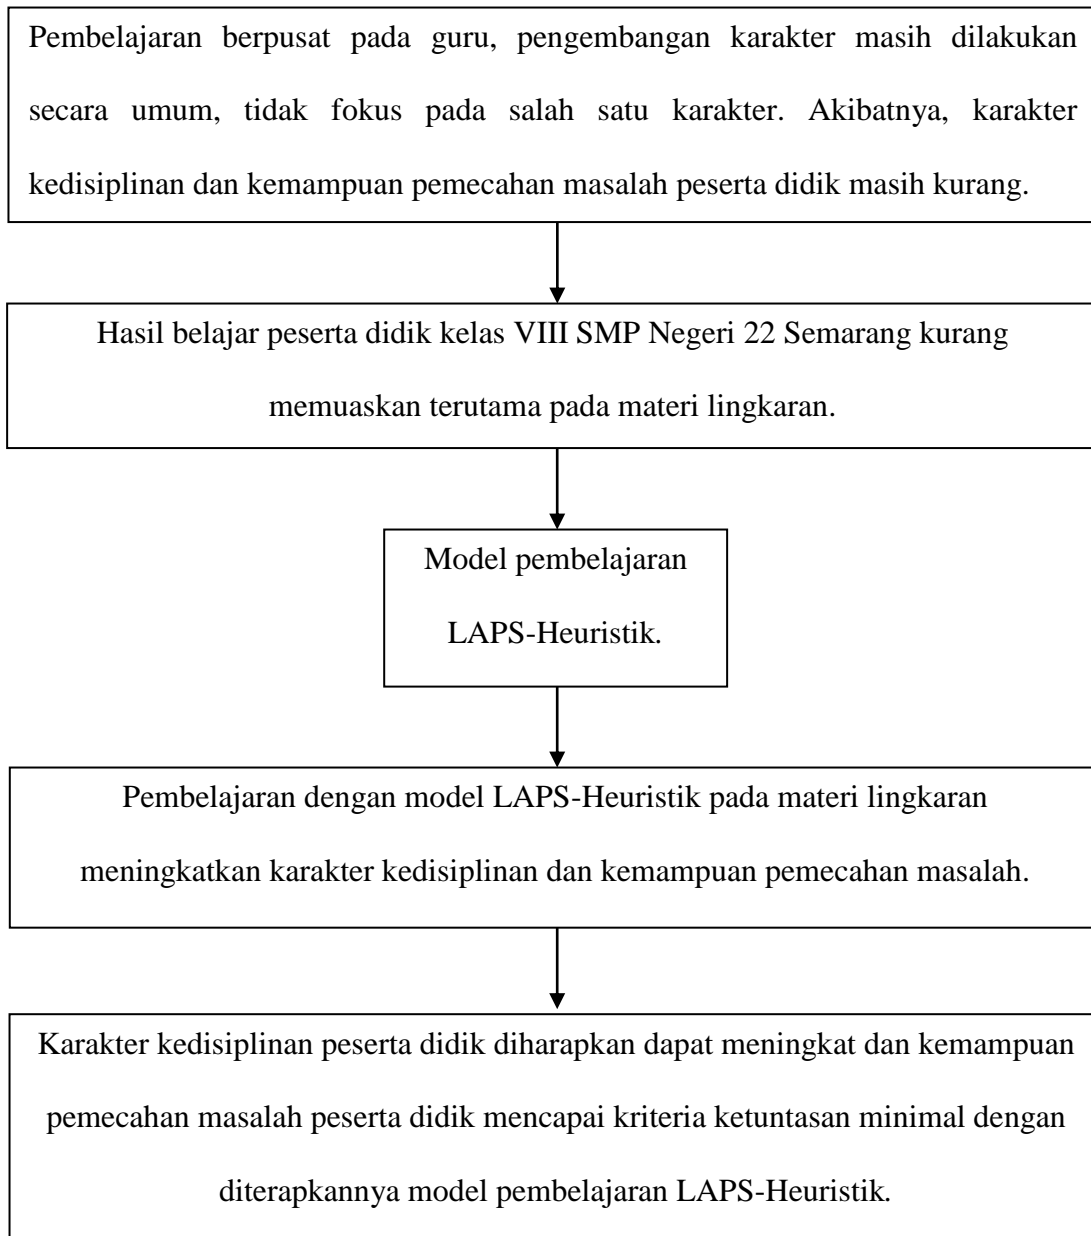 Pembelajaran berpusat pada guru, pengembangan karakter masih dilakukan
secara umum, tidak fokus pada salah satu karakter. Akibatnya, karakter
kedisiplinan dan kemampuan pemecahan masalah peserta didik masih kurang.
Hasil belajar peserta didik kelas VIII SMP Negeri 22 Semarang kurang
memuaskan terutama pada materi lingkaran.
Model pembelajaran
LAPS-Heuristik.
Pembelajaran dengan model LAPS-Heuristik pada materi lingkaran
meningkatkan karakter kedisiplinan dan kemampuan pemecahan masalah.
Karakter kedisiplinan peserta didik diharapkan dapat meningkat dan kemampuan
pemecahan masalah peserta didik mencapai kriteria ketuntasan minimal dengan
diterapkannya model pembelajaran LAPS-Heuristik.